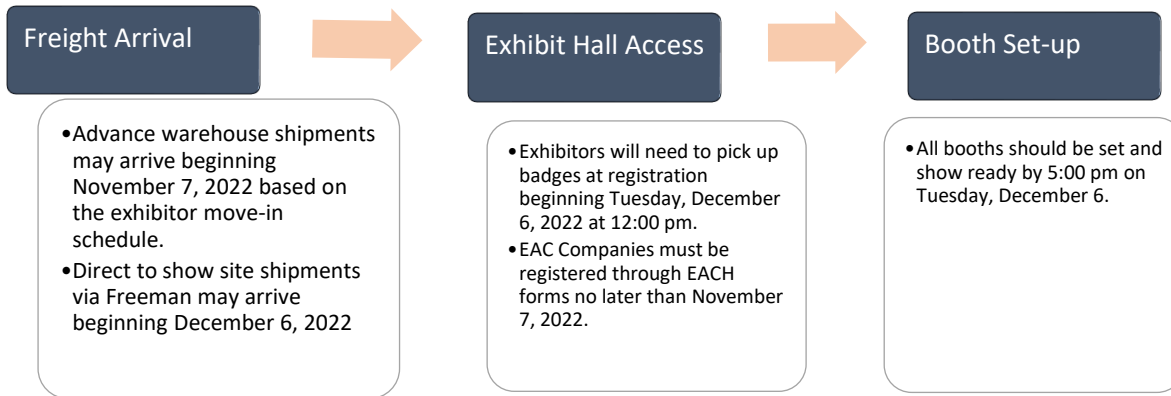 Freight Arrival
•Advance warehouse shipments
may arrive beginning
November 7, 2022 based on
the exhibitor move-in
schedule.
•Direct to show site shipments
via Freeman may arrive
beginning December 6, 2022
Exhibit Hall Access
•Exhibitors will need to pick up
badges at registration
beginning Tuesday, December
6, 2022 at 12:00 pm.
•EAC Companies must be
registered through EACH
forms no later than November
7, 2022.
Booth Set-up
•All booths should be set and
show ready by 5:00 pm on
Tuesday, December 6.